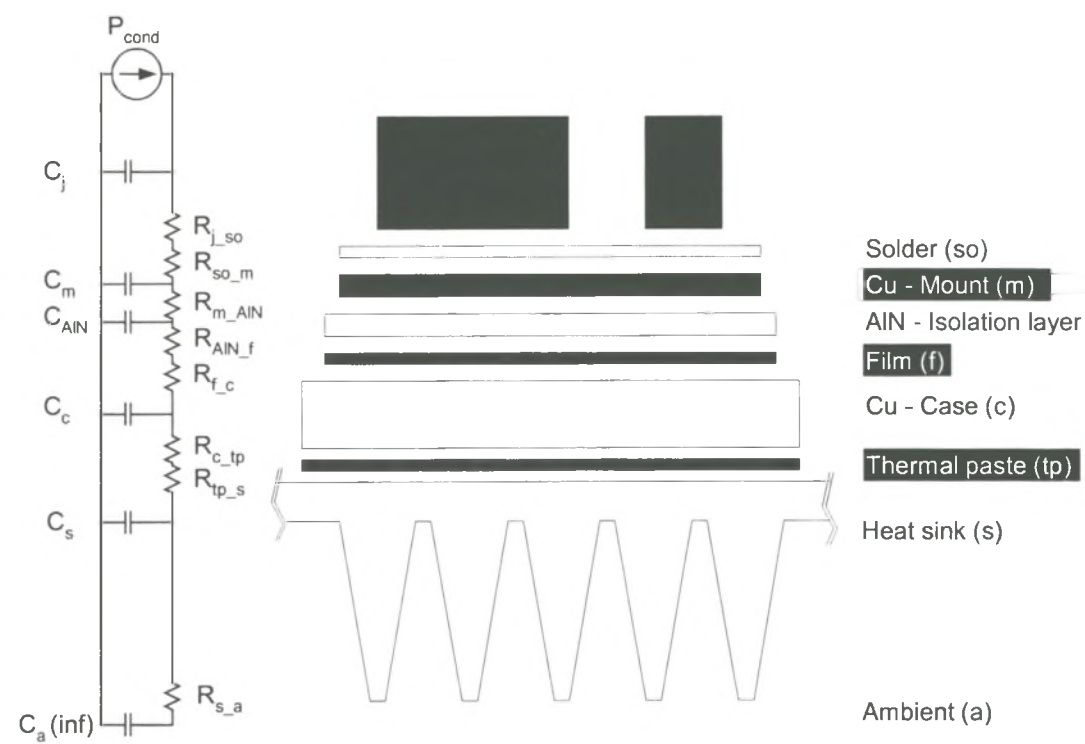 P_cond
C_j
R_j_so
R_so_m
C_m
R_m_AlN
C_AlN
R_AlN_f
R_f_c
C_c
R_c_tp
R_tp_s
C_s
R_s_a
C_a (inf)
Solder (so)
Cu - Mount (m)
AlN - Isolation layer
Film (f)
Cu - Case (c)
Thermal paste (tp)
Heat sink (s)
Ambient (a)